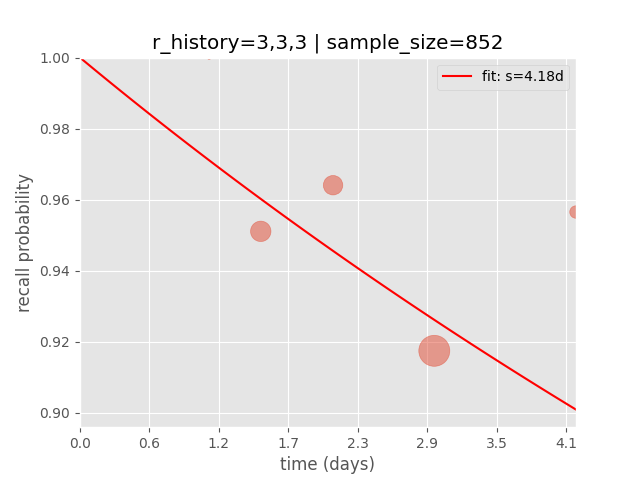 r_history=3,3,3 | sample_size=852
fit: s=4.18d
1.00
0.98
0.96
0.94
0.92
0.90
recall probability
0.0 0.6 1.2 1.7 2.3 2.9 3.5 4.1
time (days)